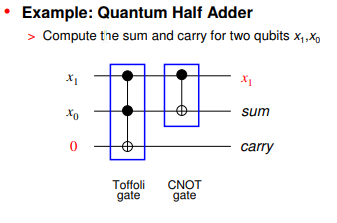 • Example: Quantum Half Adder
> Compute the sum and carry for two qubits x₁,x₀
x₁ x₁
x₀ sum
0 carry
Toffoli gate CNOT gate